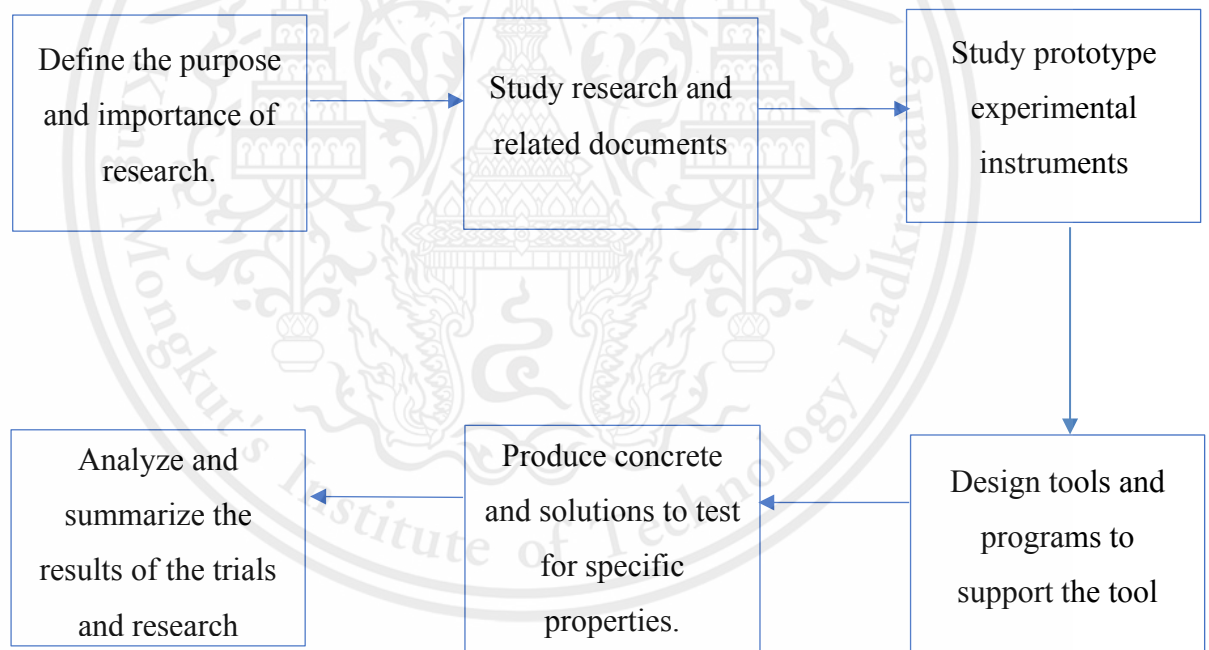 Define the purpose
and importance of
research.
Study research and
related documents
Study prototype
experimental
instruments
Design tools and
programs to
support the tool
Produce concrete
and solutions to test
for specific
properties.
Analyze and
summarize the
results of the trials
and research
King Mongkut's Institute of Technology Ladkrabang